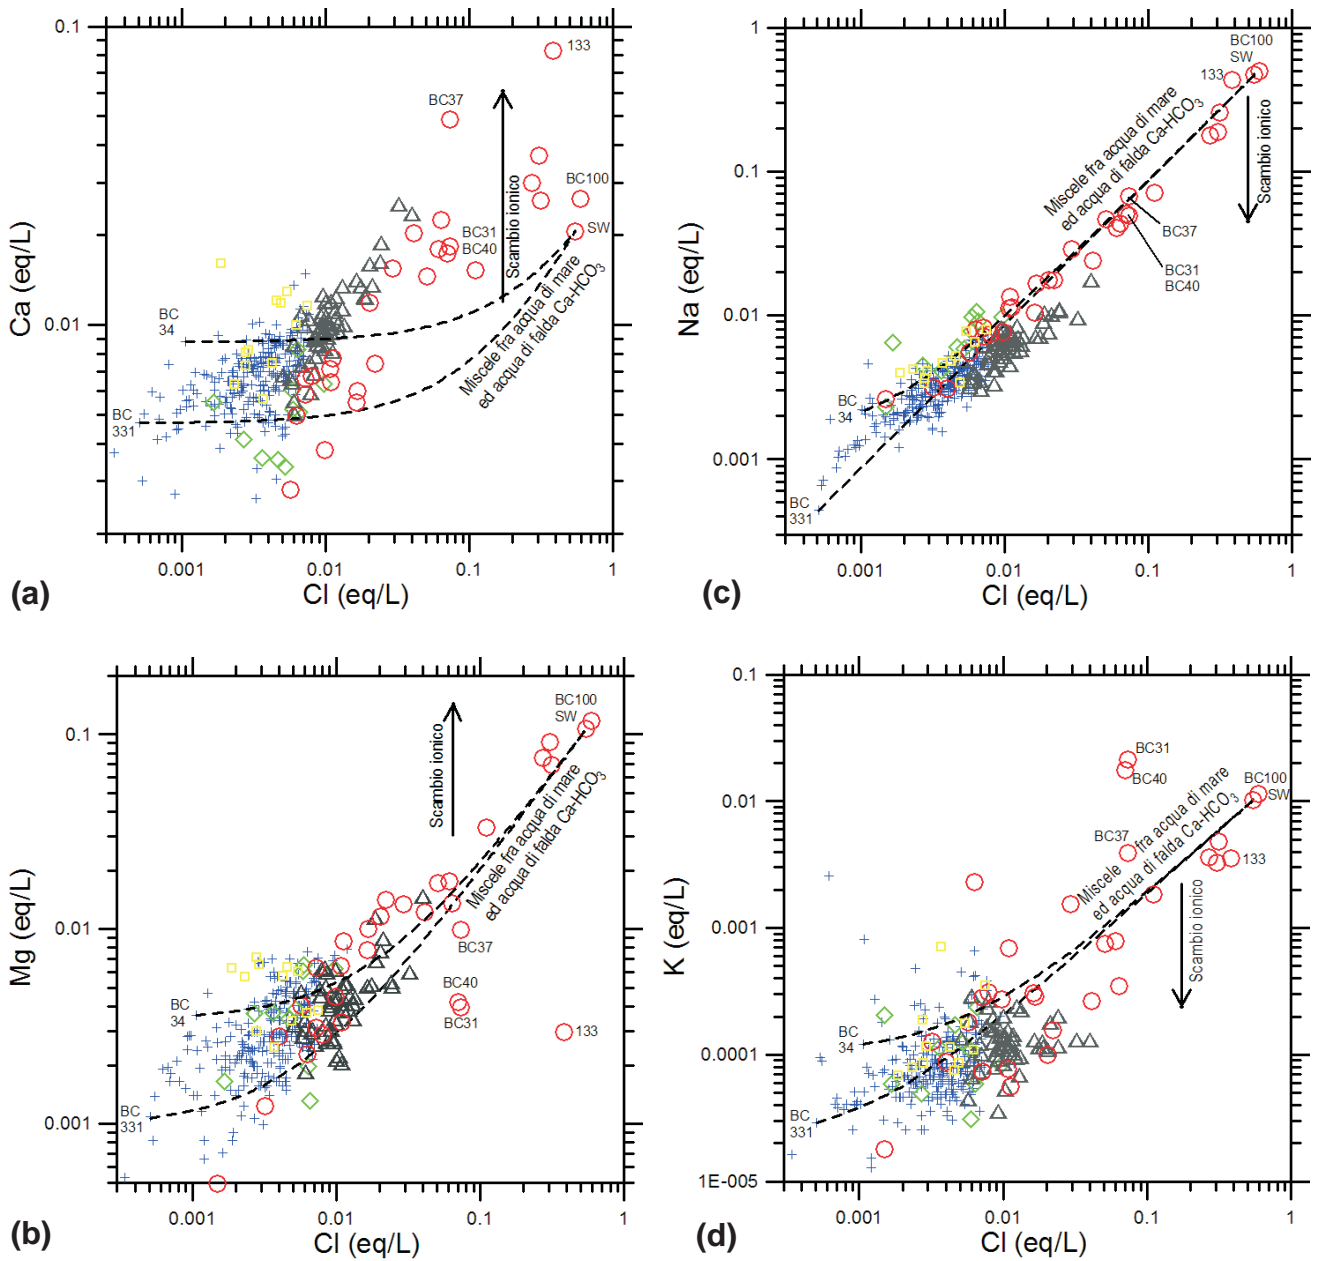 0.1
133
BC37
BC100
Scambio ionico
BC31
BC40
SW
Ca (eq/L)
0.01
BC
34
Miscele fra acqua di mare
ed acqua di falda Ca-HCO3
BC
331
0.001
0.01
0.1
1
Cl (eq/L)
(a)
1
BC100
SW
133
Miscele fra acqua di mare
ed acqua di falda Ca-HCO3
Scambio ionico
0.1
BC37
Na (eq/L)
BC31
BC40
0.01
BC
34
0.001
BC
331
0.001
0.01
0.1
1
Cl (eq/L)
(c)
BC100
SW
0.1
Scambio ionico
Miscele fra acqua di mare
ed acqua di falda Ca-HCO3
Mg (eq/L)
0.01
BC37
BC40
BC31
133
BC
34
BC
331
0.001
0.001
0.01
0.1
1
Cl (eq/L)
(b)
0.1
BC31
BC40
BC100
SW
0.01
BC37
133
Miscele fra acqua di mare
ed acqua di falda Ca-HCO3
Scambio ionico
K (eq/L)
0.001
BC
34
0.0001
BC
331
1E-005
0.001
0.01
0.1
1
Cl (eq/L)
(d)